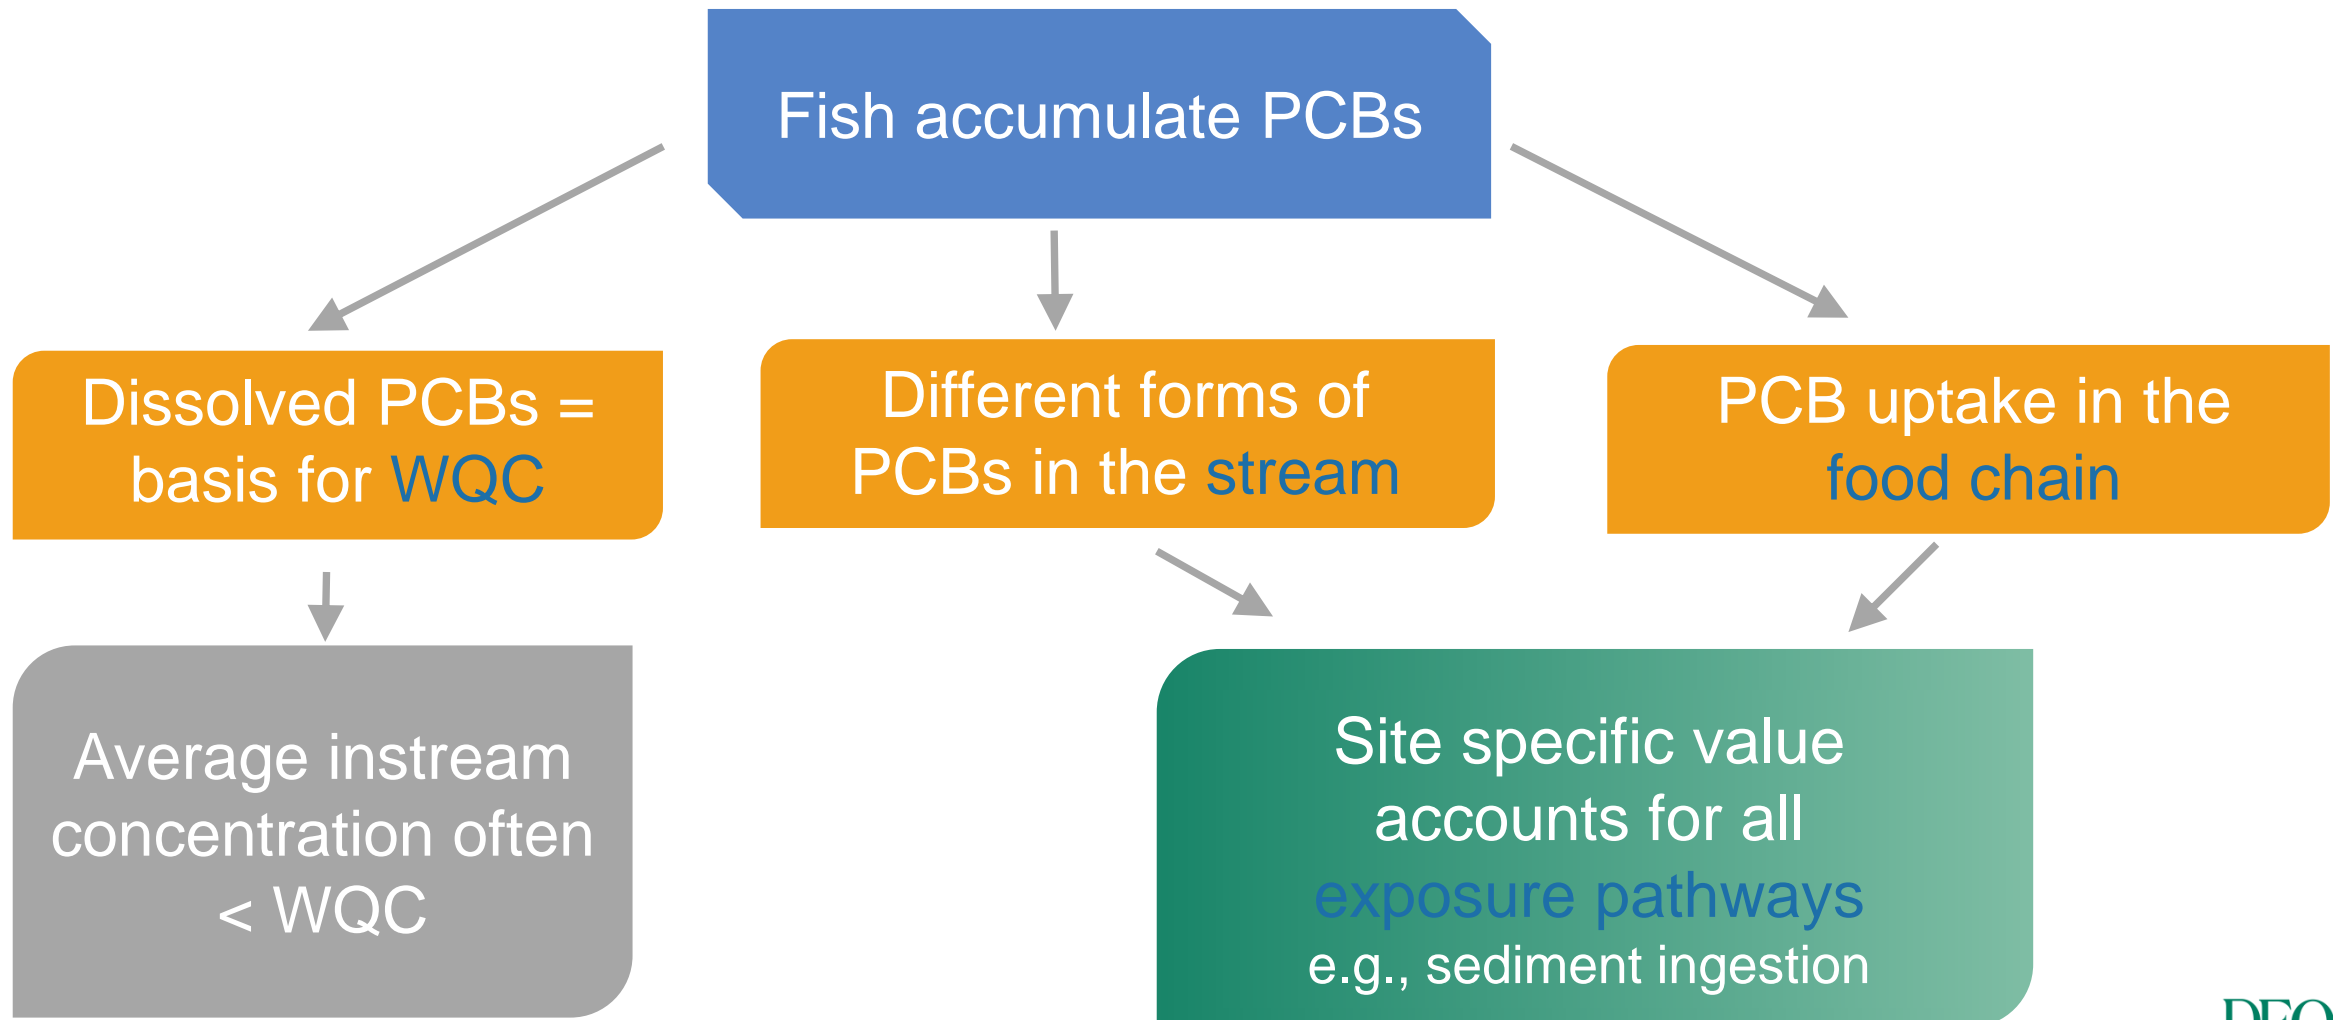 Fish accumulate PCBs
Dissolved PCBs =
basis for WQC
Different forms of
PCBs in the stream
PCB uptake in the
food chain
Average instream
concentration often
< WQC
Site specific value
accounts for all
exposure pathways
e.g., sediment ingestion
DEQ